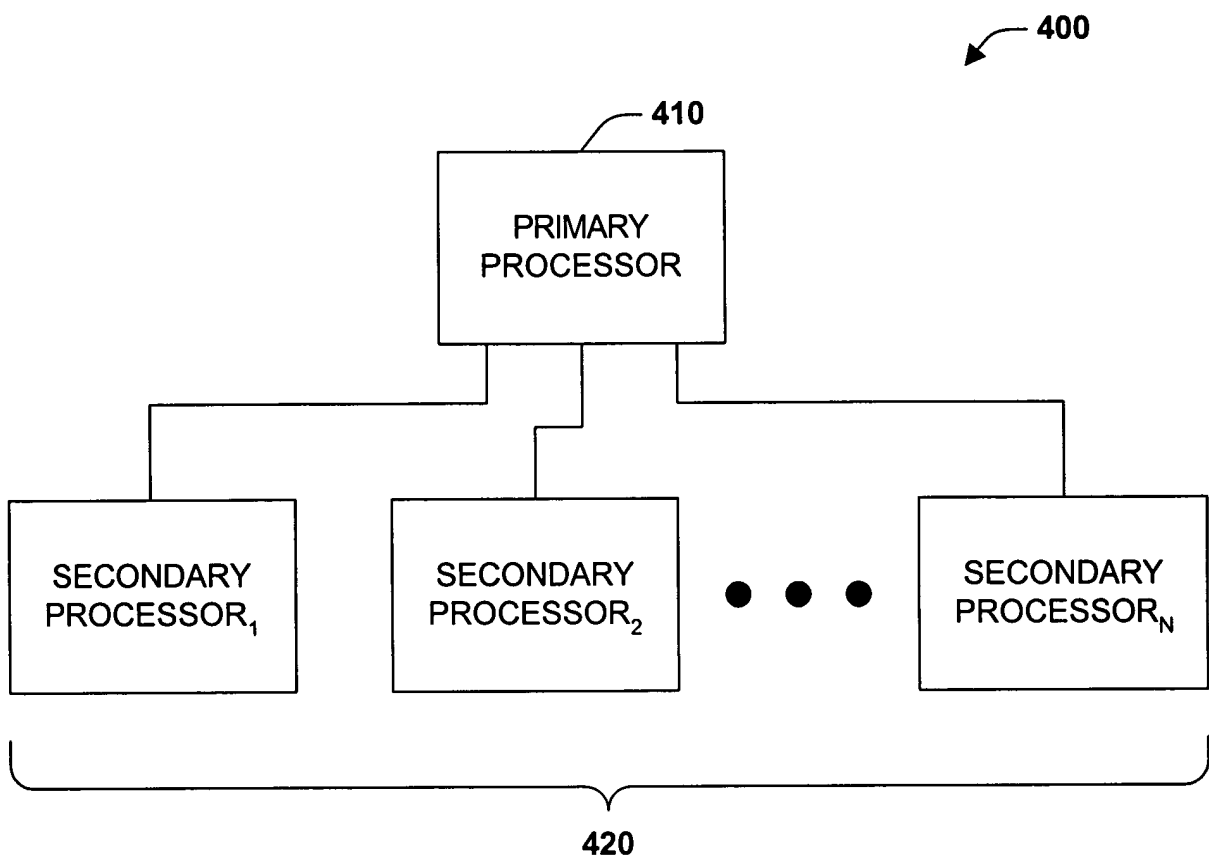 400
410
PRIMARY
PROCESSOR
SECONDARY
PROCESSOR₁
SECONDARY
PROCESSOR₂
SECONDARY
PROCESSORN
420